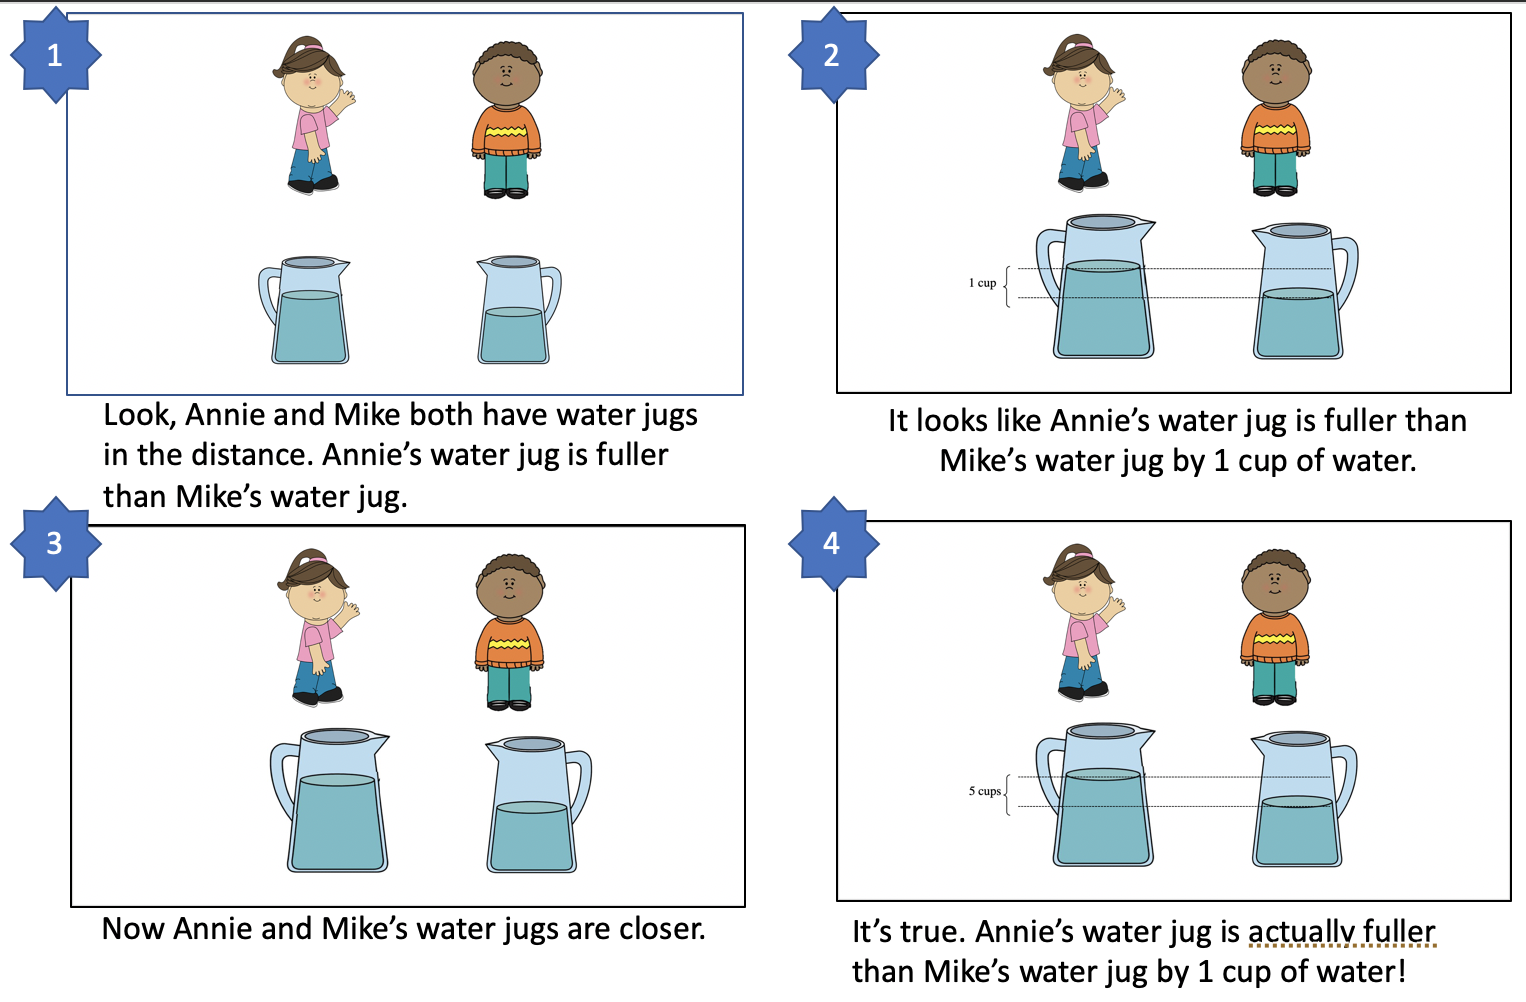 1
Look, Annie and Mike both have water jugs
in the distance. Annie’s water jug is fuller
than Mike’s water jug.
2
1 cup
It looks like Annie’s water jug is fuller than
Mike’s water jug by 1 cup of water.
3
Now Annie and Mike’s water jugs are closer.
4
5 cups
It’s true. Annie’s water jug is actually fuller
than Mike’s water jug by 1 cup of water!